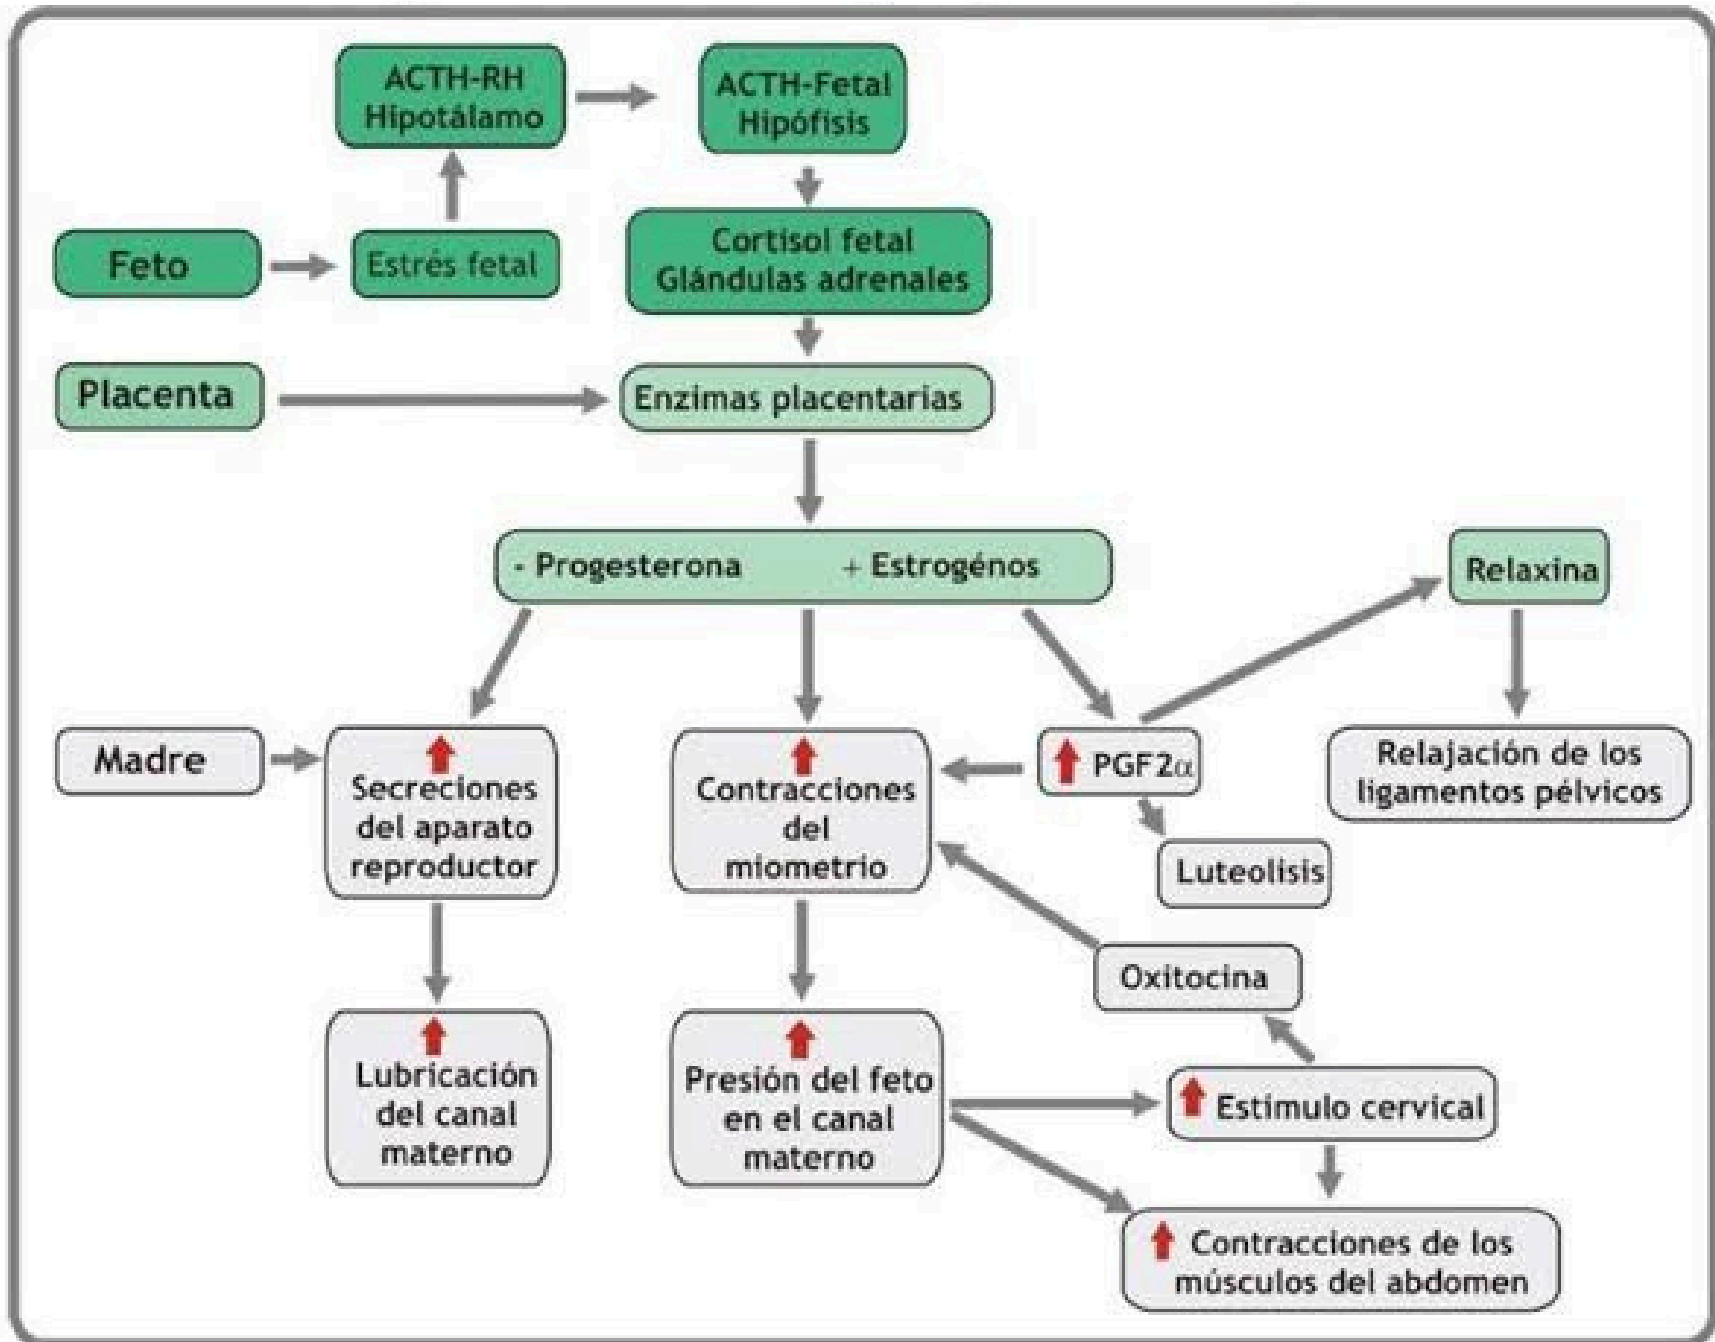 ACTH-RH
Hipotálamo
ACTH-Fetal
Hipófisis
Feto
Estrés fetal
Cortisol fetal
Glándulas adrenales
Placenta
Enzimas placentarias
- Progesterona + Estrogénos
Relaxina
Madre
Secreciones
del aparato
reproductor
Contracciones
del
miometrio
PGF2α
Relajación de los
ligamentos pélvicos
Luteolisis
Oxitocina
Lubricación
del canal
materno
Presión del feto
en el canal
materno
Estímulo cervical
Contracciones de los
músculos del abdomen